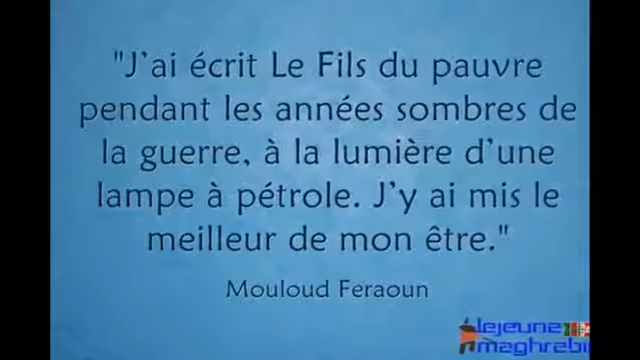 "J'ai écrit Le Fils du pauvre
pendant les années sombres de
la guerre, à la lumière d'une
lampe à pétrole. J'y ai mis le
meilleur de mon être."
Mouloud Feraoun
lejeune
maghrebin